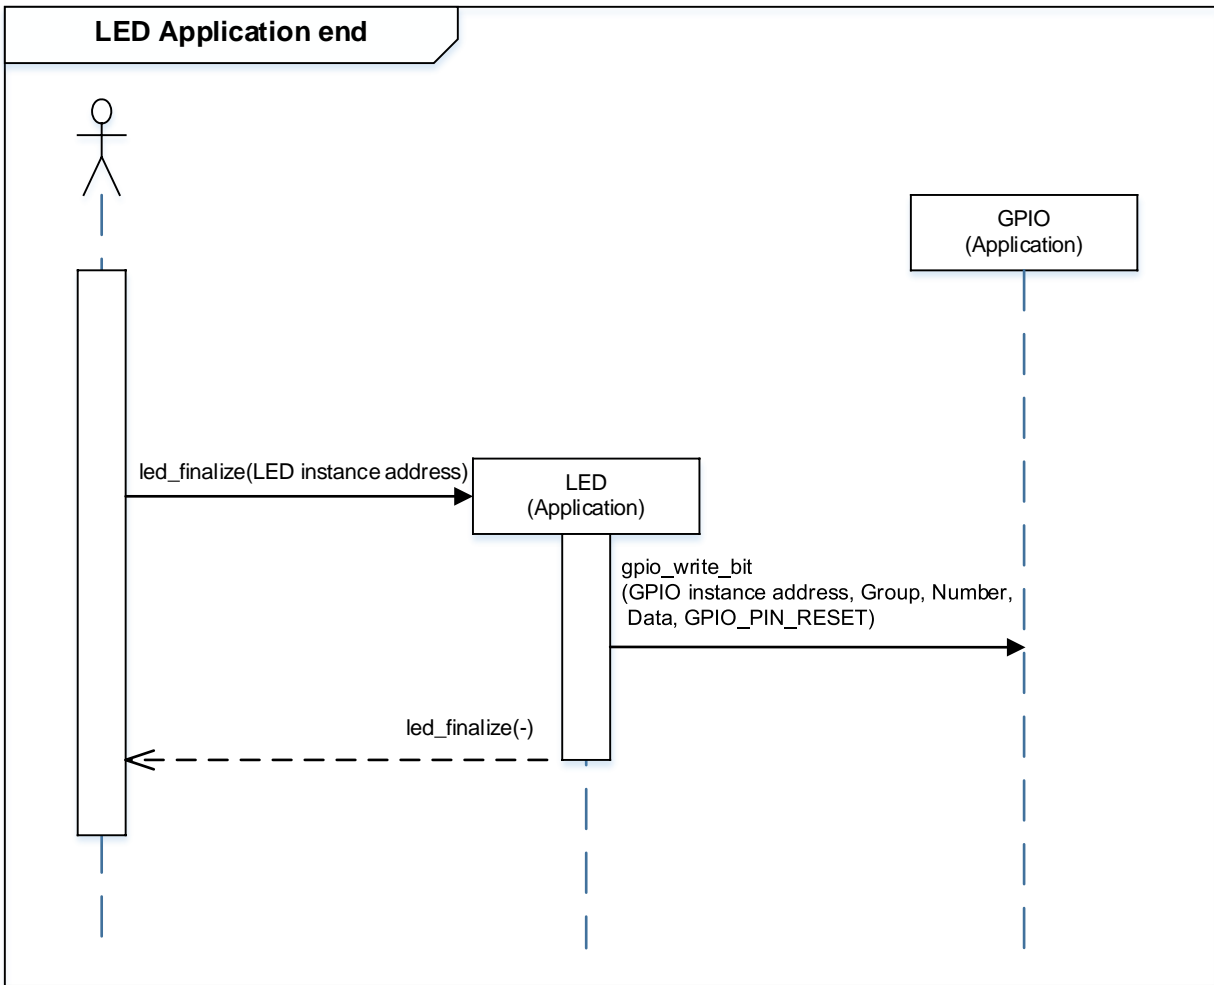 LED Application end
GPIO
(Application)
led_finalize(LED instance address)
LED
(Application)
gpio_write_bit
(GPIO instance address, Group, Number,
Data, GPIO_PIN_RESET)
led_finalize(-)